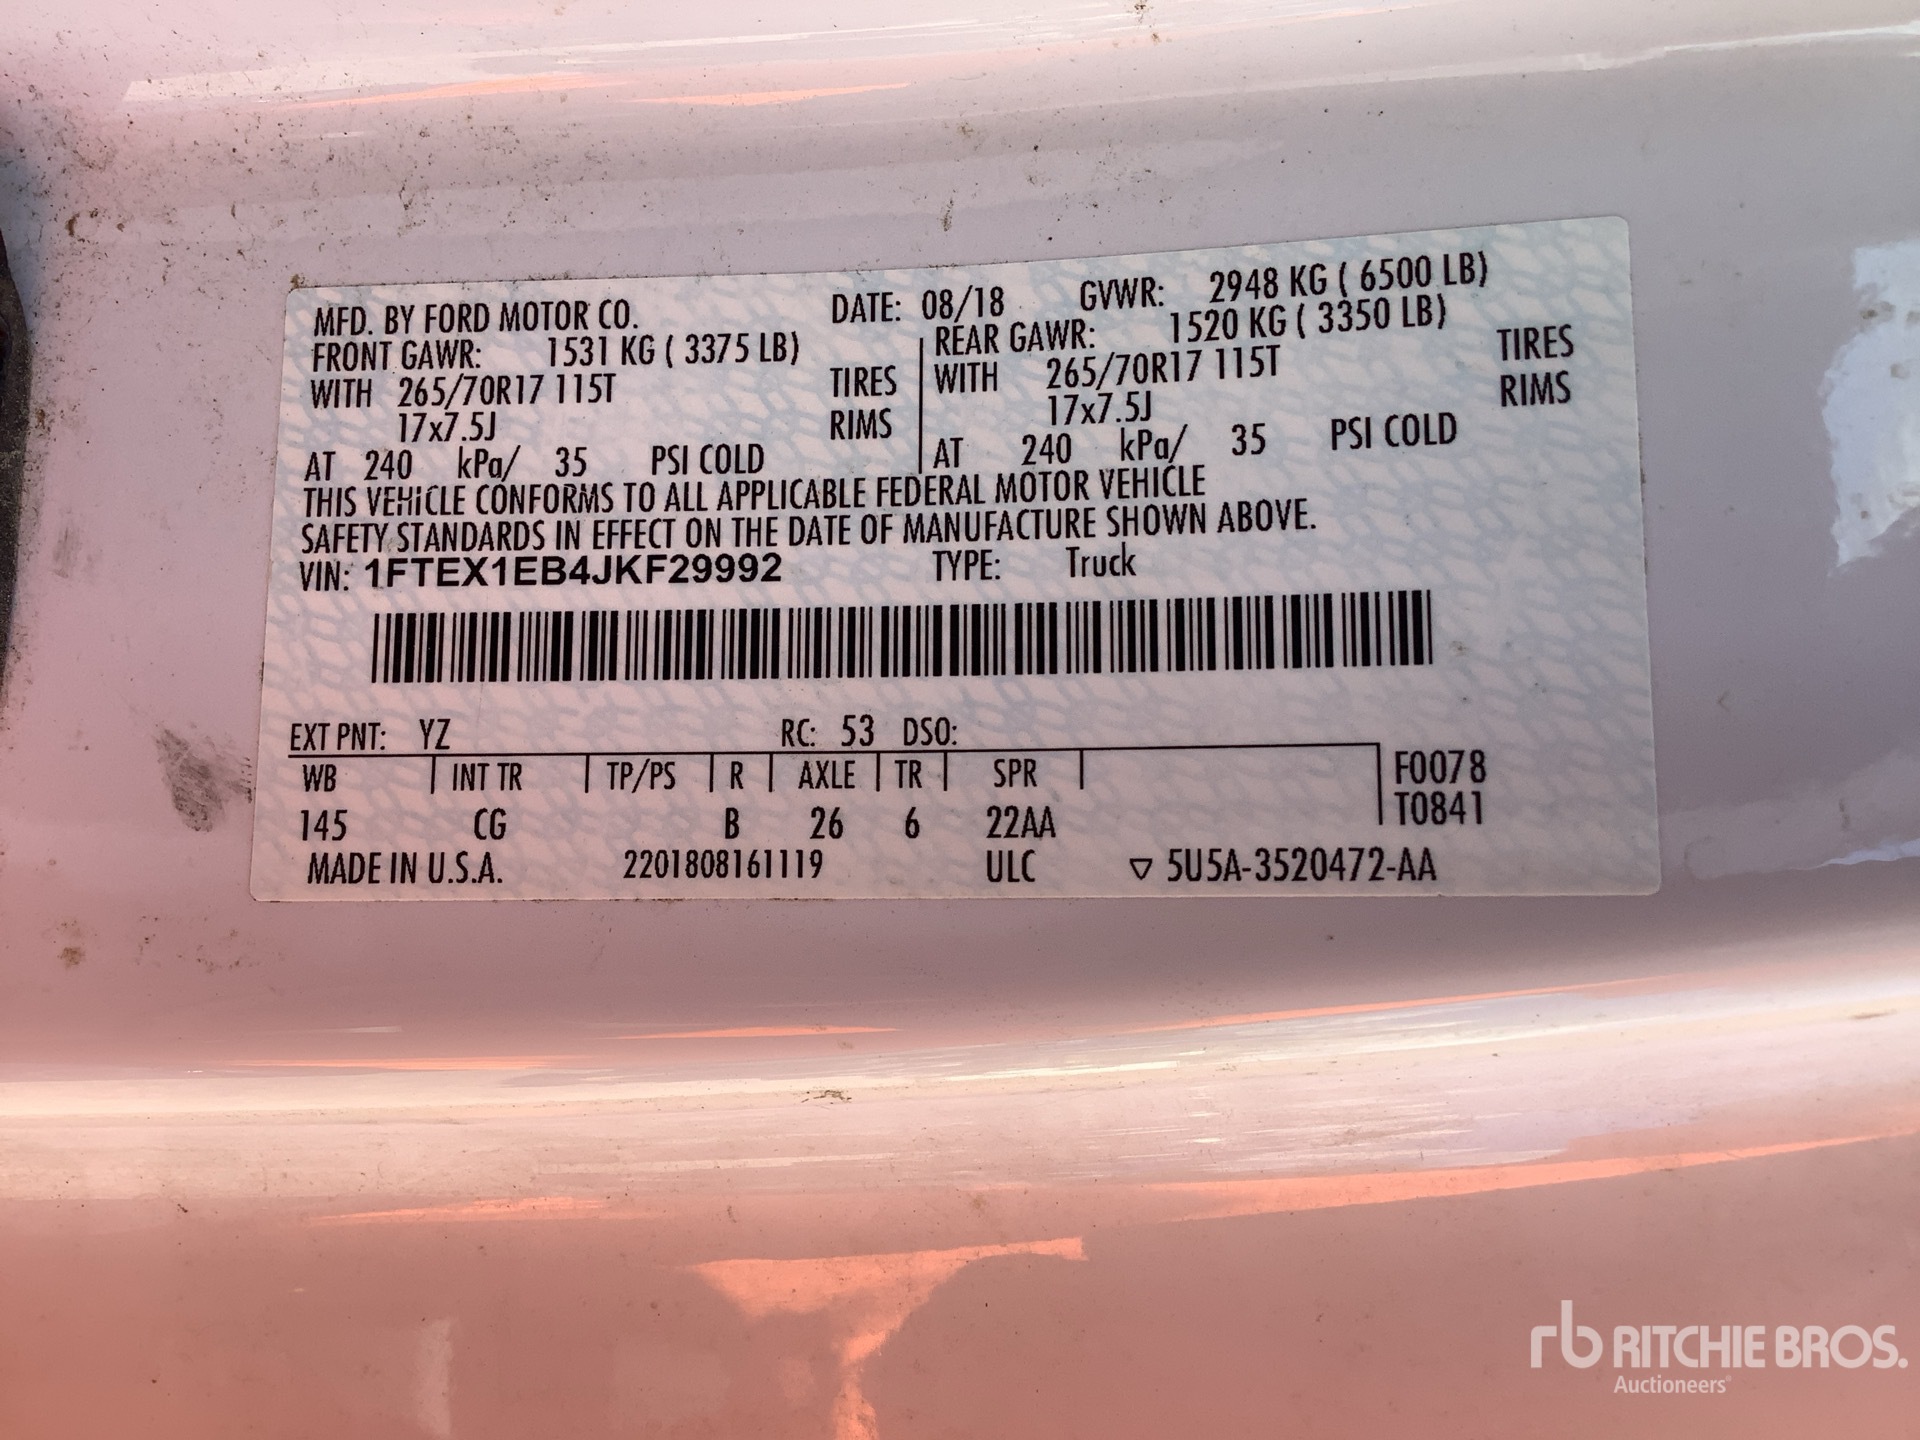 MFD. BY FORD MOTOR CO. DATE: 08/18 GVWR: 2948 KG ( 6500 LB)
FRONT GAWR: 1531 KG ( 3375 LB) REAR GAWR: 1520 KG ( 3350 LB)
WITH 265/70R17 115T TIRES WITH 265/70R17 115T TIRES
17x7.5J RIMS 17x7.5J RIMS
AT 240 kPa/ 35 PSI COLD AT 240 kPa/ 35 PSI COLD
THIS VEHICLE CONFORMS TO ALL APPLICABLE FEDERAL MOTOR VEHICLE
SAFETY STANDARDS IN EFFECT ON THE DATE OF MANUFACTURE SHOWN ABOVE.
VIN: 1FTEX1EB4JKF29992 TYPE: Truck
EXT PNT: YZ RC: 53 DSO:
WB INT TR TP/PS R AXLE TR SPR F0078
145 CG B 26 6 22AA T0841
MADE IN U.S.A. 2201808161119 ULC ▽ 5U5A-3520472-AA
rb RITCHIE BROS.
Auctioneers